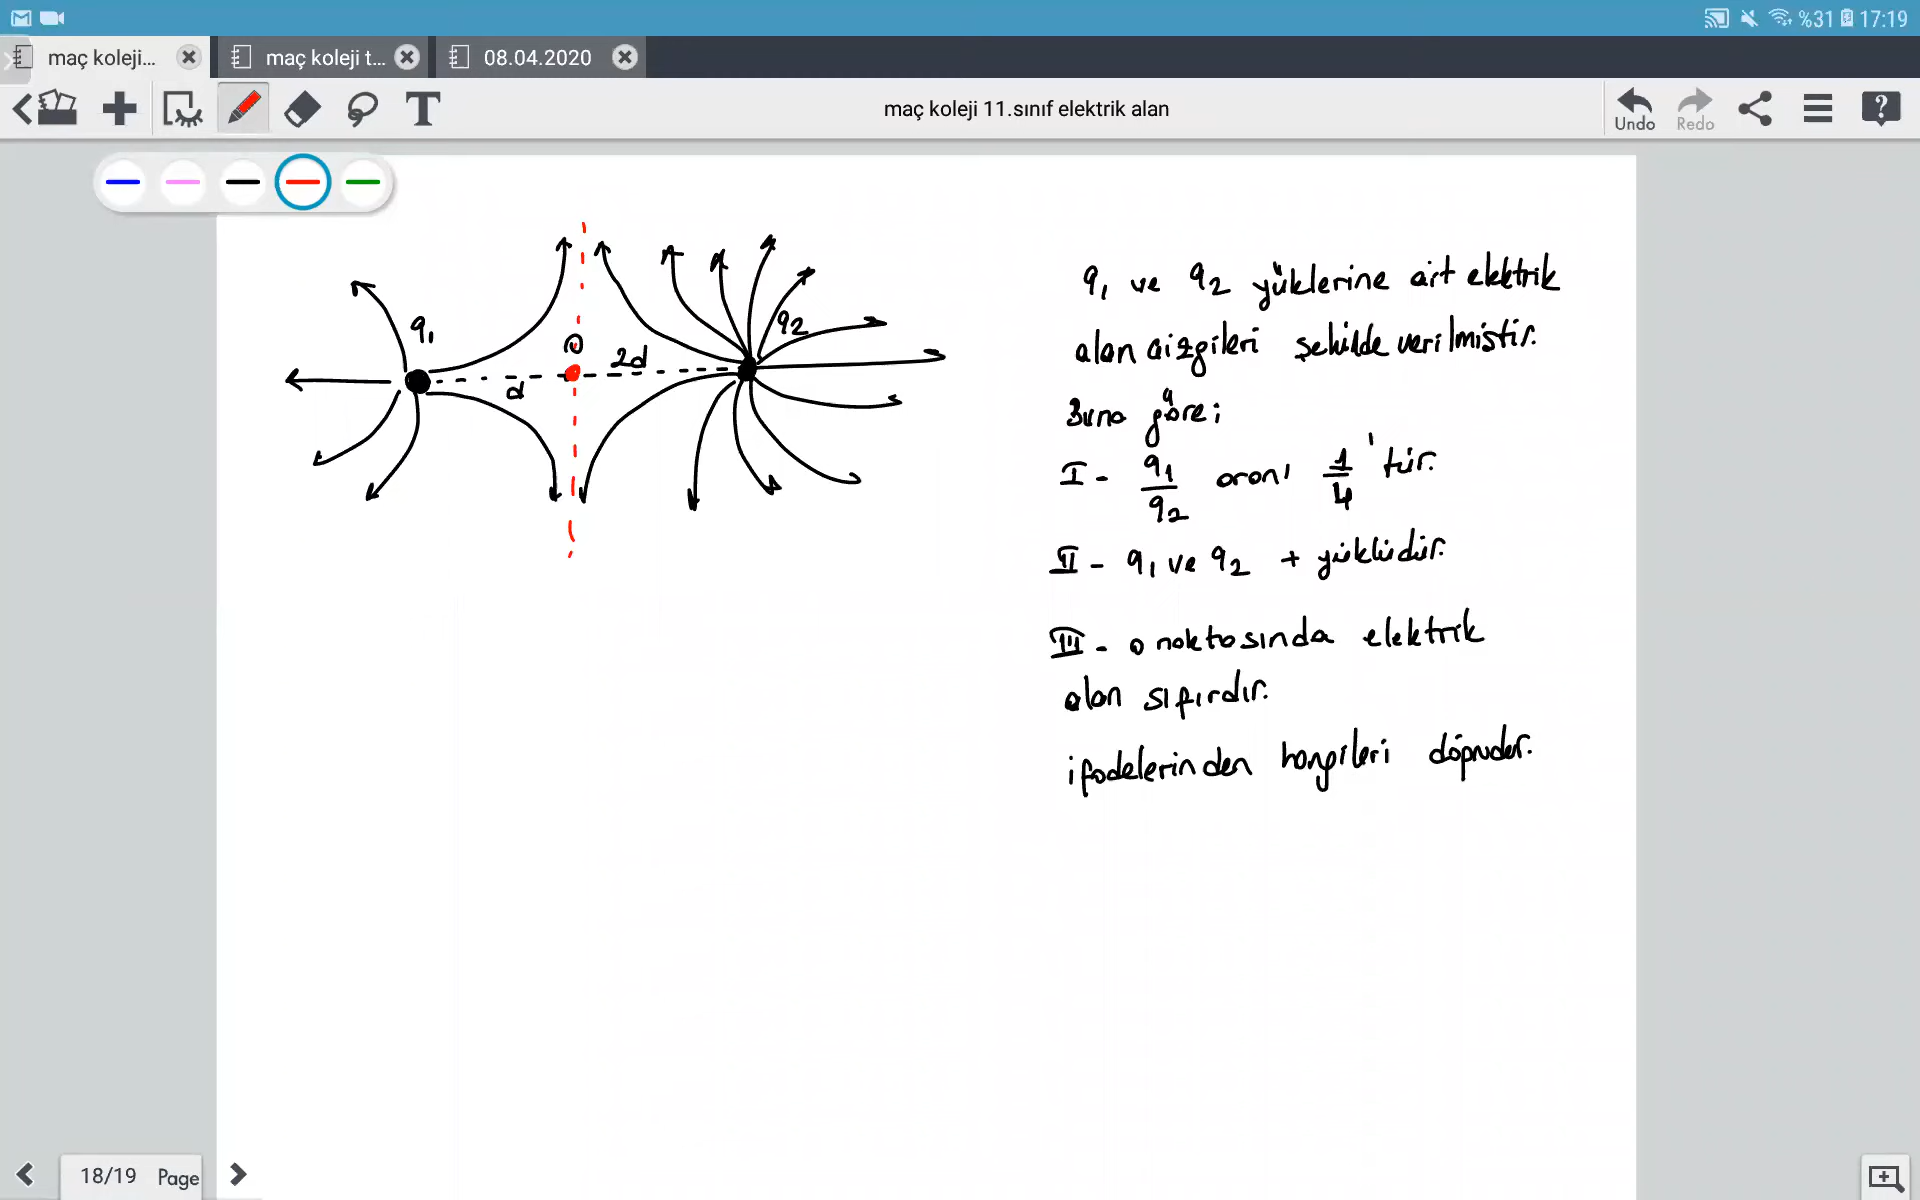 %31 17:19
maç koleji...
maç koleji t...
08.04.2020
T
maç koleji 11.sınıf elektrik alan
Undo
Redo
q₁
0
d
2d
q₂
q₁ ve q₂ yüklerine ait elektrik
alan çizgileri şekilde verilmiştir.
Buna göre;
I- q₁/q₂ oranı 1/4 'tür.
II- q₁ ve q₂ + yüklüdür.
III- o noktasında elektrik
alan sıfırdır.
ifadelerinden hangileri doğrudur.
18/19 Page